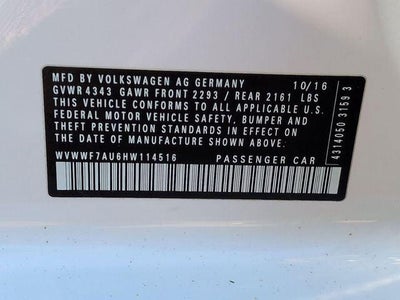 MFD BY VOLKSWAGEN AG GERMANY 10/16
GVWR 4343 GAWR FRONT 2293 / REAR 2161 LBS
THIS VEHICLE CONFORMS TO ALL APPLICABLE U.S.
FEDERAL MOTOR VEHICLE SAFETY, BUMPER AND
THEFT PREVENTION STANDARDS IN EFFECT ON
THE DATE OF MANUFACTURE SHOWN ABOVE.
WVWWF7AU6HW114516 PASSENGER CAR
4314050 3159 3